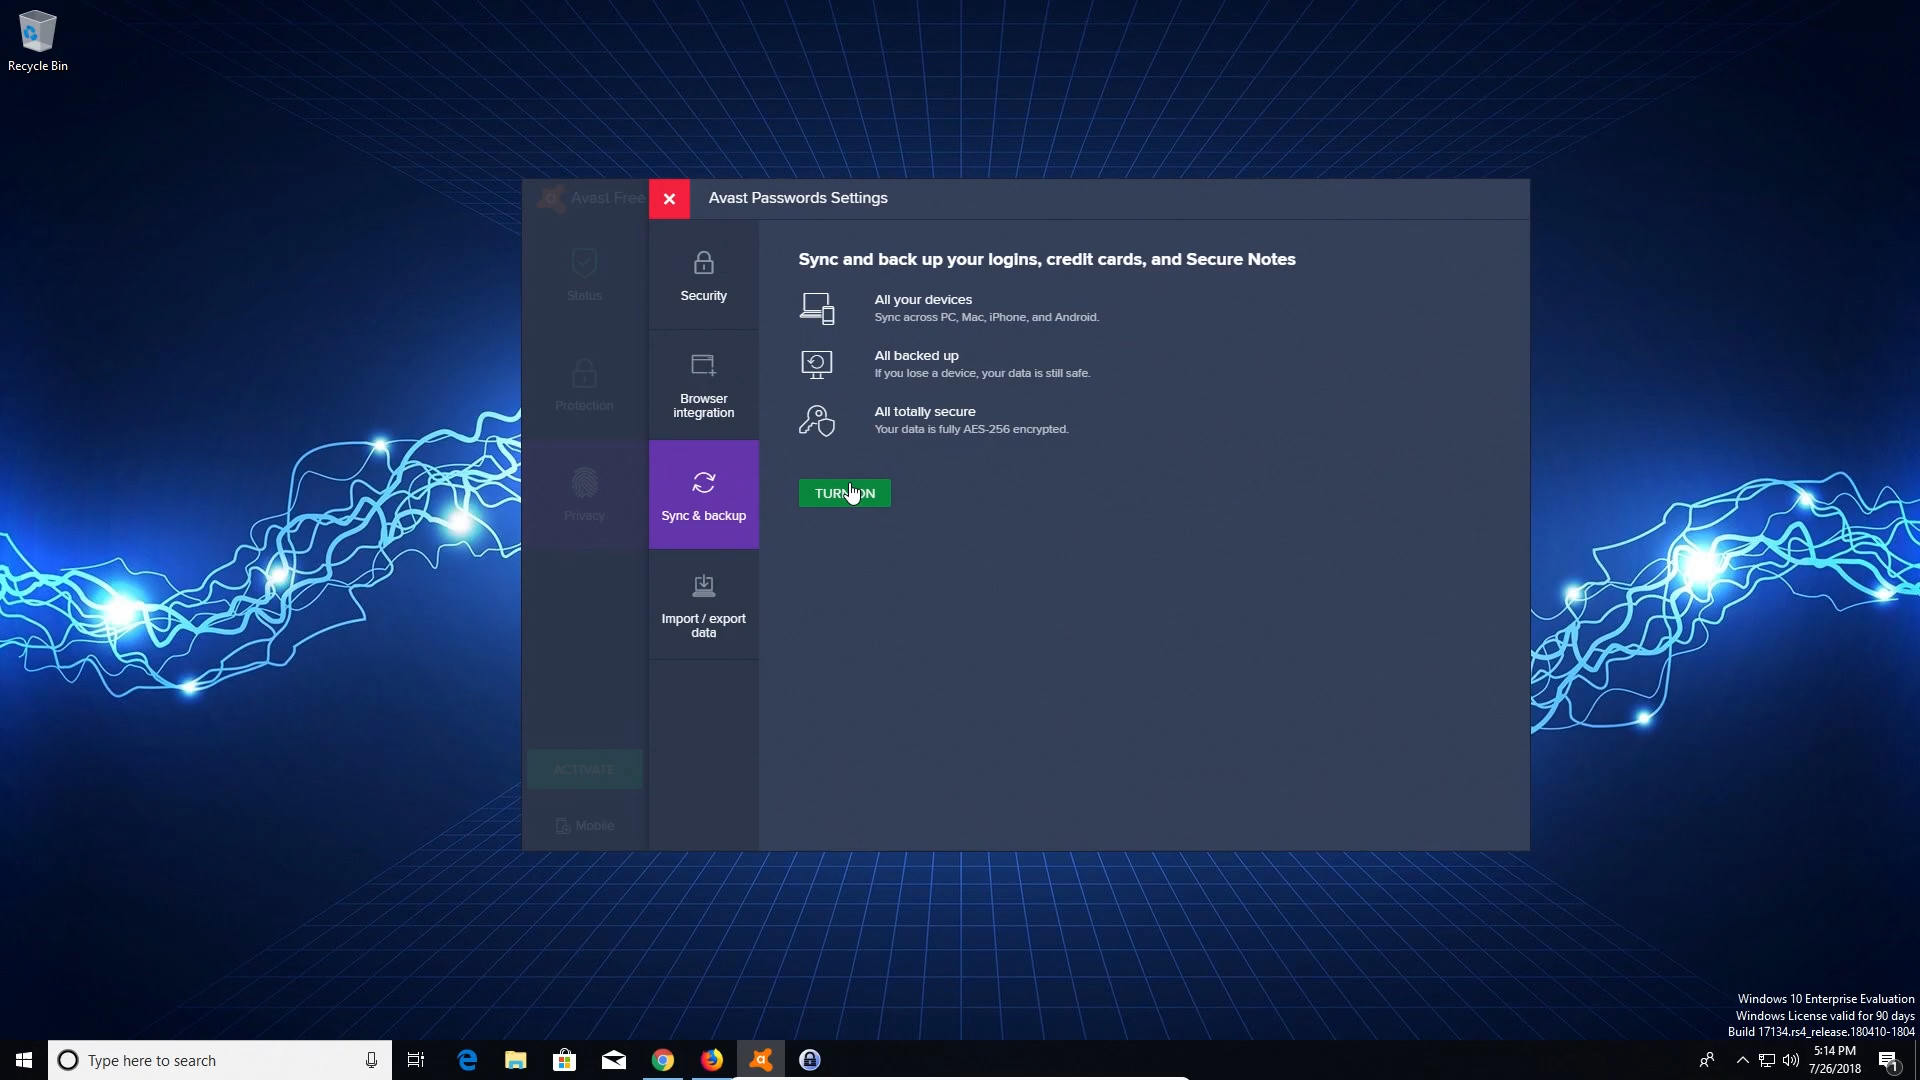 Recycle Bin
Avast Free
Avast Passwords Settings
Status
Protection
Privacy
ACTIVATE
Mobile
Security
Browser
integration
Sync & backup
Import / export
data
Sync and back up your logins, credit cards, and Secure Notes
All your devices
Sync across PC, Mac, iPhone, and Android.
All backed up
If you lose a device, your data is still safe.
All totally secure
Your data is fully AES-256 encrypted.
TURN ON
Windows 10 Enterprise Evaluation
Windows License valid for 90 days
Build 17134.rs4_release.180410-1804
Type here to search
5:14 PM
7/26/2018
1